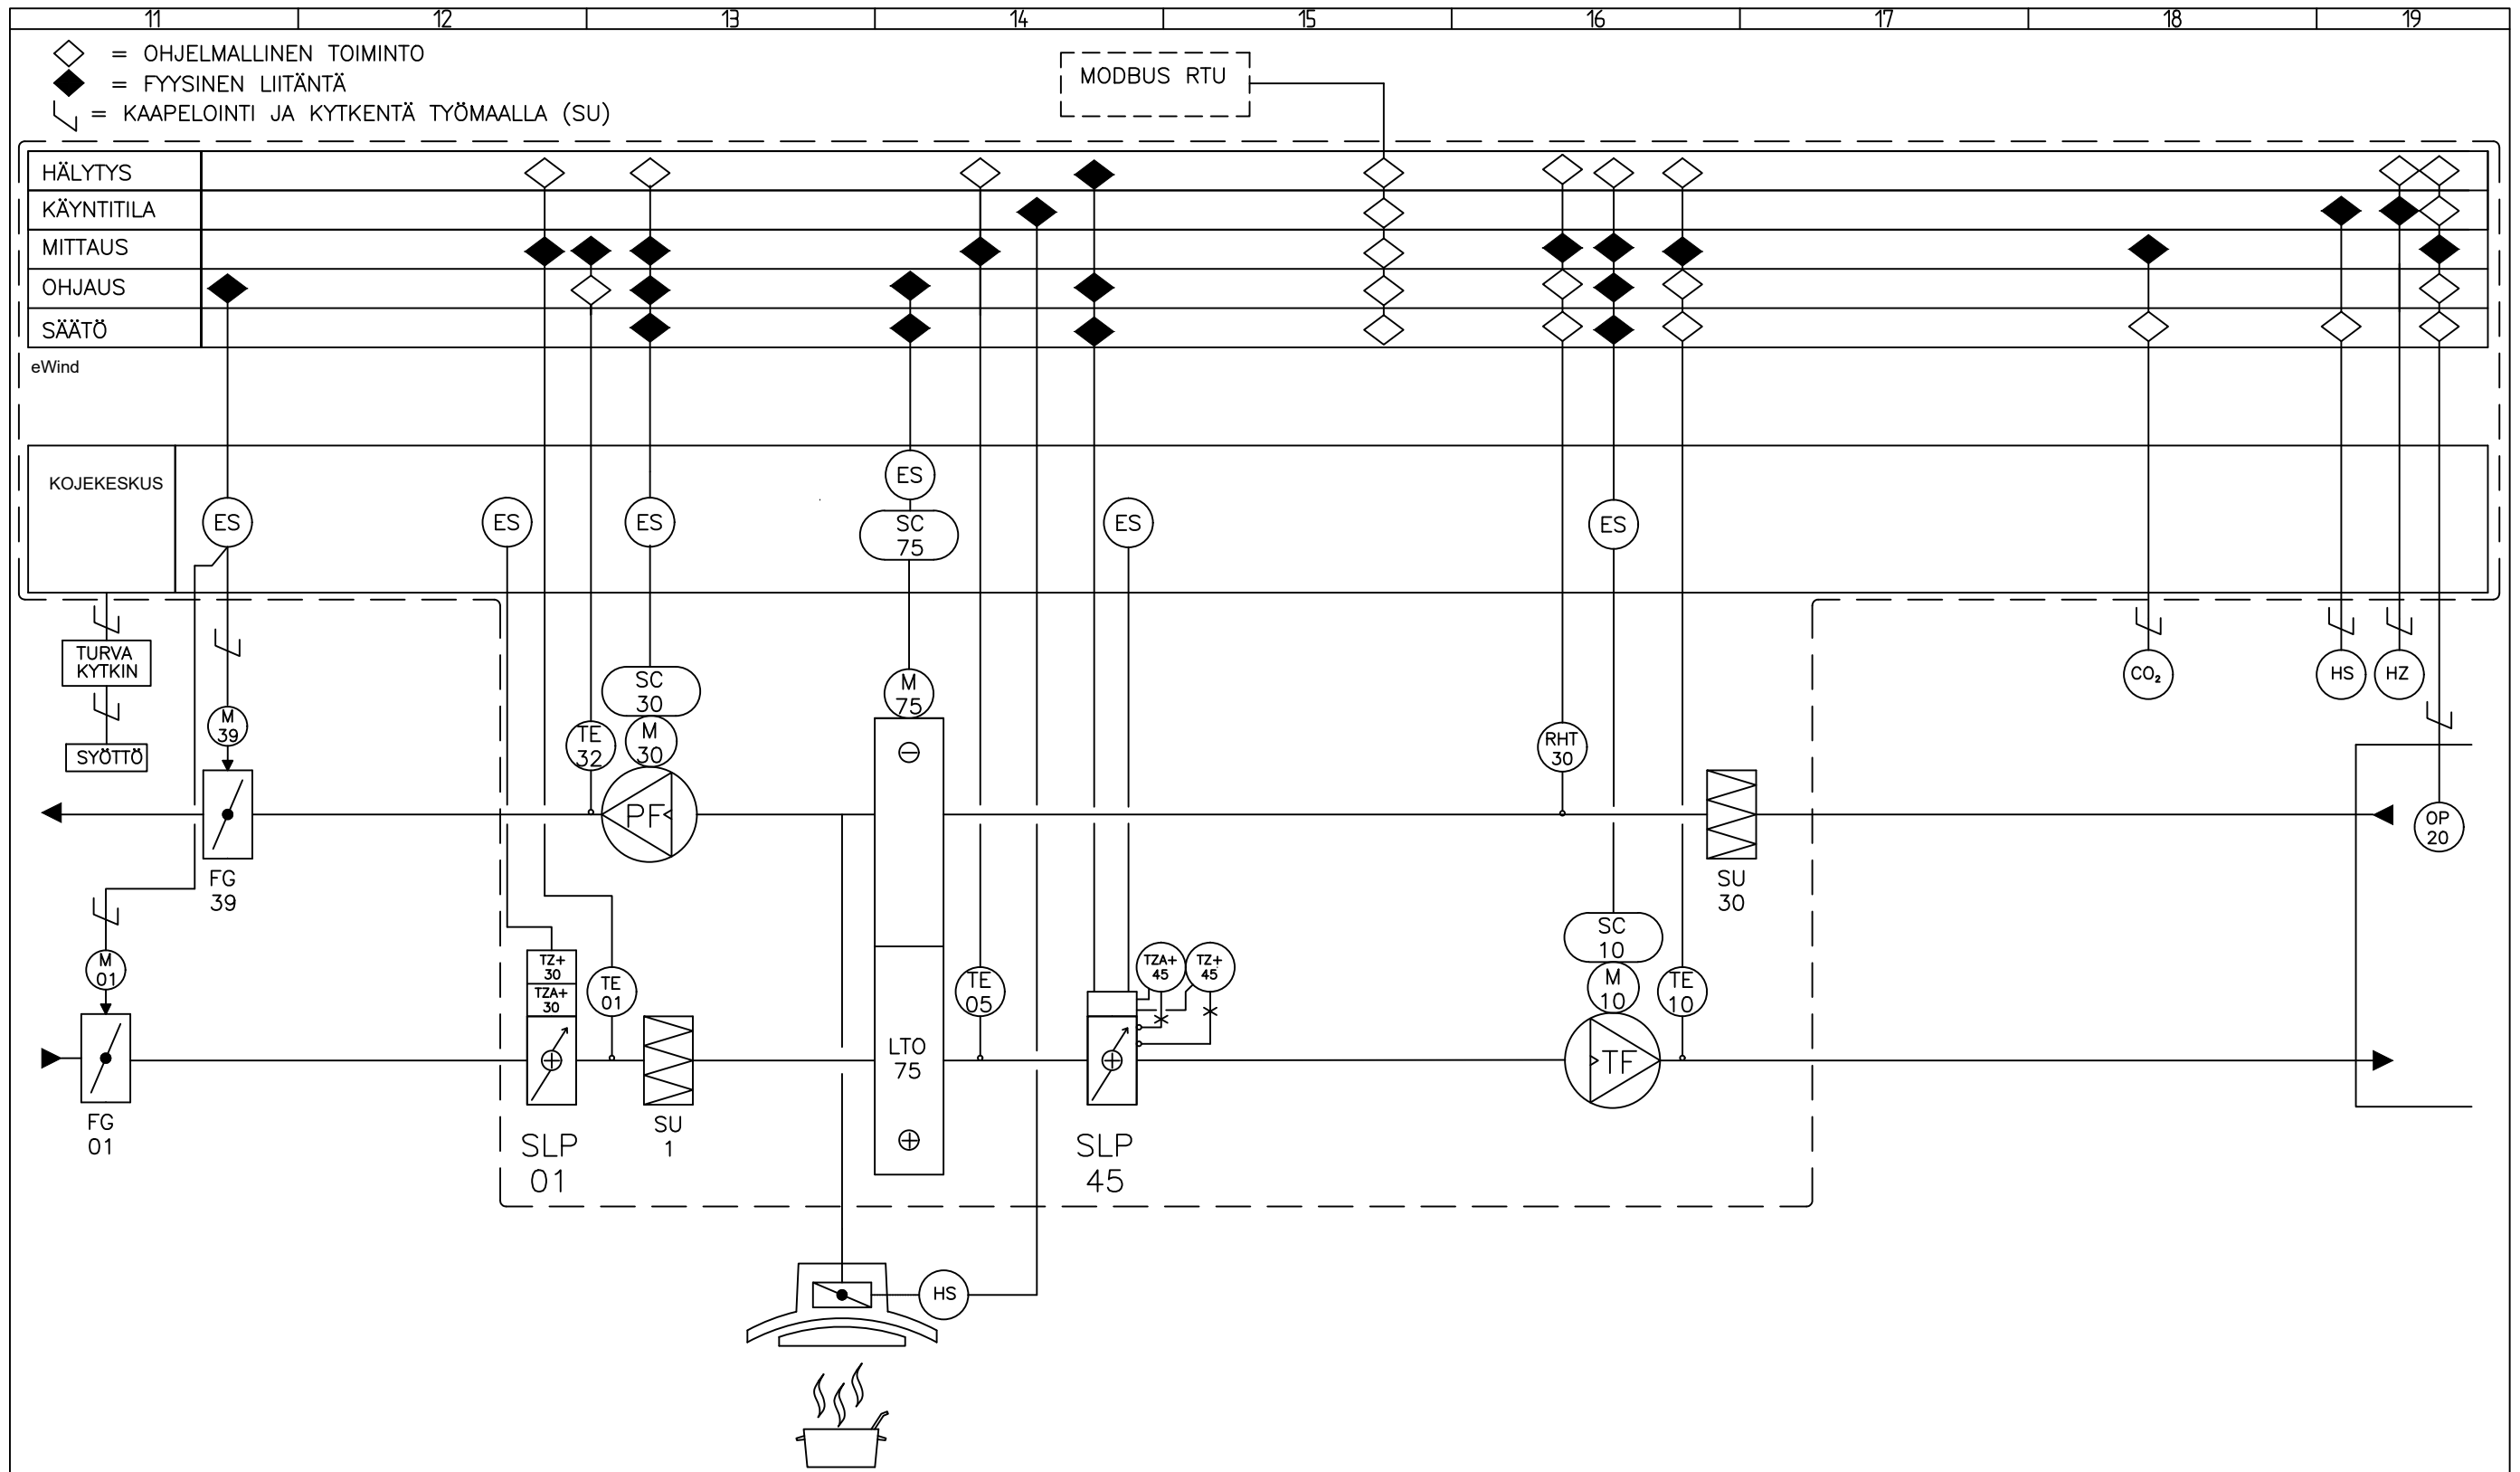 11 12 13 14 15 16 17 18 19
= OHJELMALLINEN TOIMINTO
= FYYSINEN LIITÄNTÄ
= KAAPELOINTI JA KYTKENTÄ TYÖMAALLA (SU)
MODBUS RTU
HÄLYTYS
KÄYNTITILA
MITTAUS
OHJAUS
SÄÄTÖ
eWind
KOJEKESKUS
ES
ES
ES
ES
SC
75
ES
ES
TURVA
KYTKIN
SYÖTTÖ
M
39
TE
32
SC
30
M
30
PF
M
75
RHT
30
CO₂
HS
HZ
OP
20
FG
39
SU
30
M
01
FG
01
TZ+
30
TZA+
30
TE
01
SLP
01
SU
1
LTO
75
TE
05
TZA+
45
TZ+
45
SLP
45
SC
10
M
10
TF
TE
10
HS